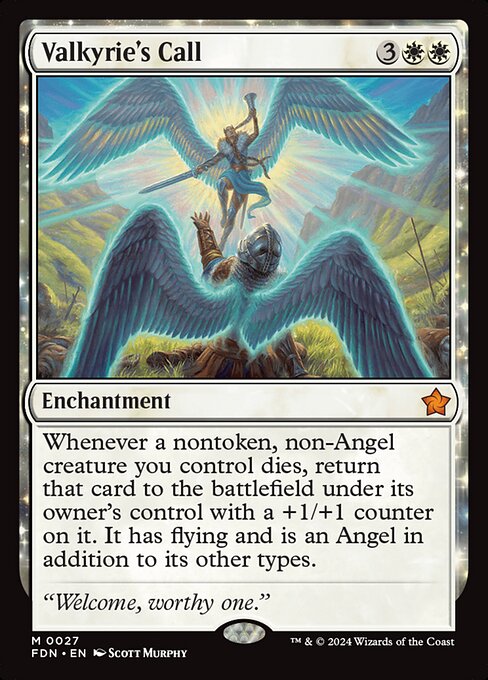 Valkyrie's Call 3
Enchantment
Whenever a nontoken, non-Angel
creature you control dies, return
that card to the battlefield under its
owner's control with a +1/+1 counter
on it. It has flying and is an Angel in
addition to its other types.
“Welcome, worthy one.”
M 0027
FDN • EN Scott Murphy
™ & © 2024 Wizards of the Coast